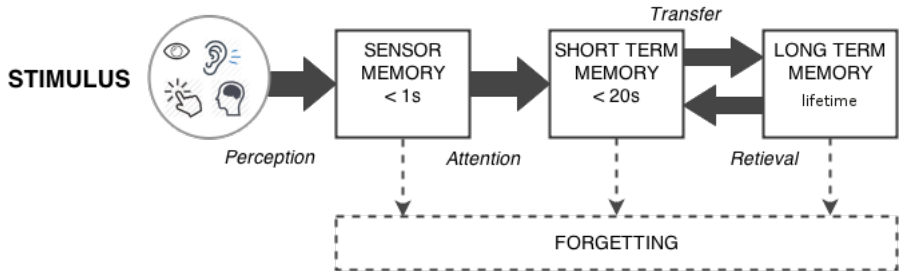 Transfer
STIMULUS
SENSOR
MEMORY
< 1s
SHORT TERM
MEMORY
< 20s
LONG TERM
MEMORY
lifetime
Perception
Attention
Retieval
FORGETTING